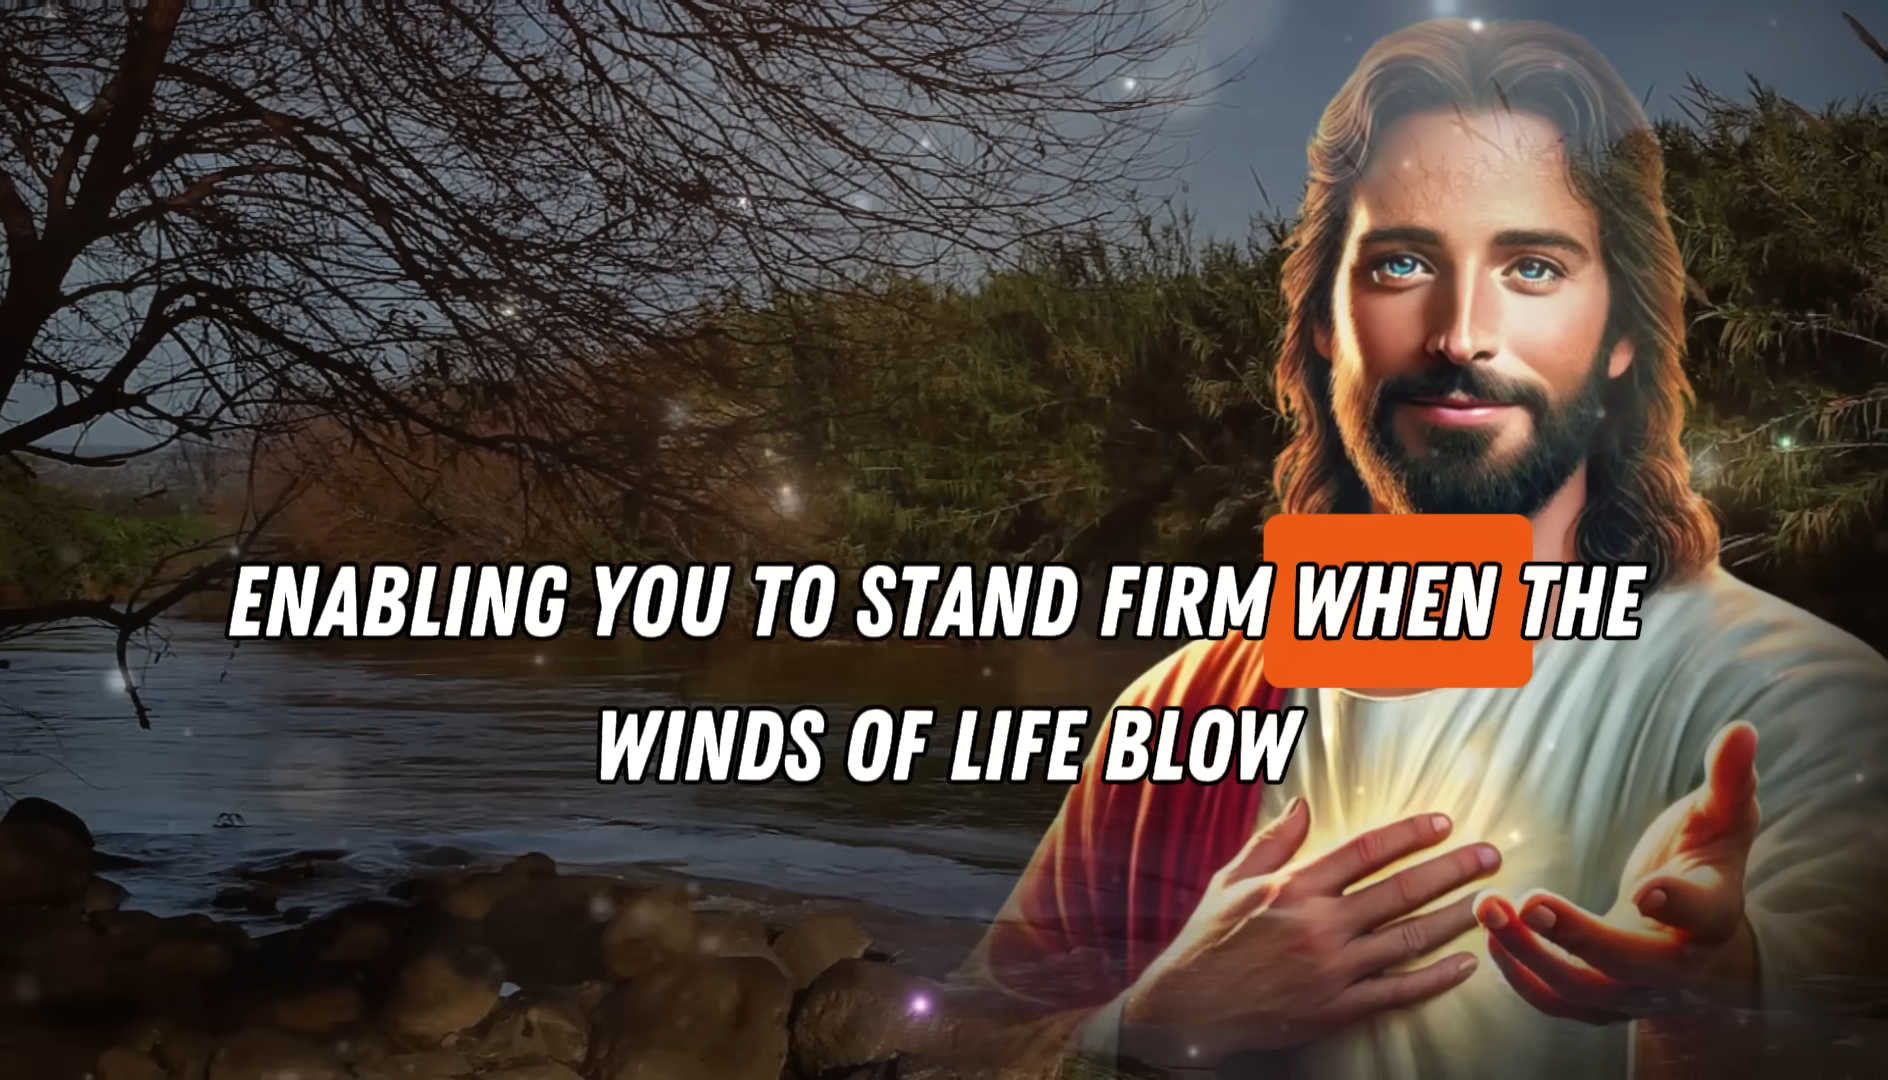 ENABLING YOU TO STAND FIRM WHEN THE
WINDS OF LIFE BLOW